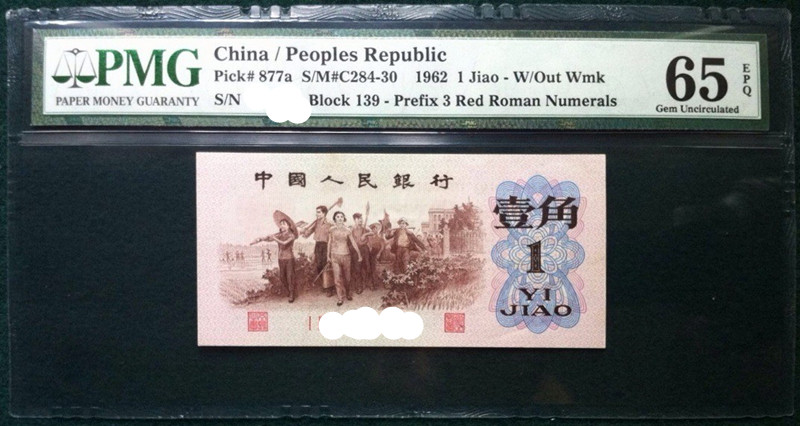 PMG
PAPER MONEY GUARANTY
China / Peoples Republic
Pick# 877a S/M#C284-30 1962 1 Jiao - W/Out Wmk
S/N Block 139 - Prefix 3 Red Roman Numerals
65 EPQ
Gem Uncirculated
中國人民銀行
壹角
1
YI
JIAO